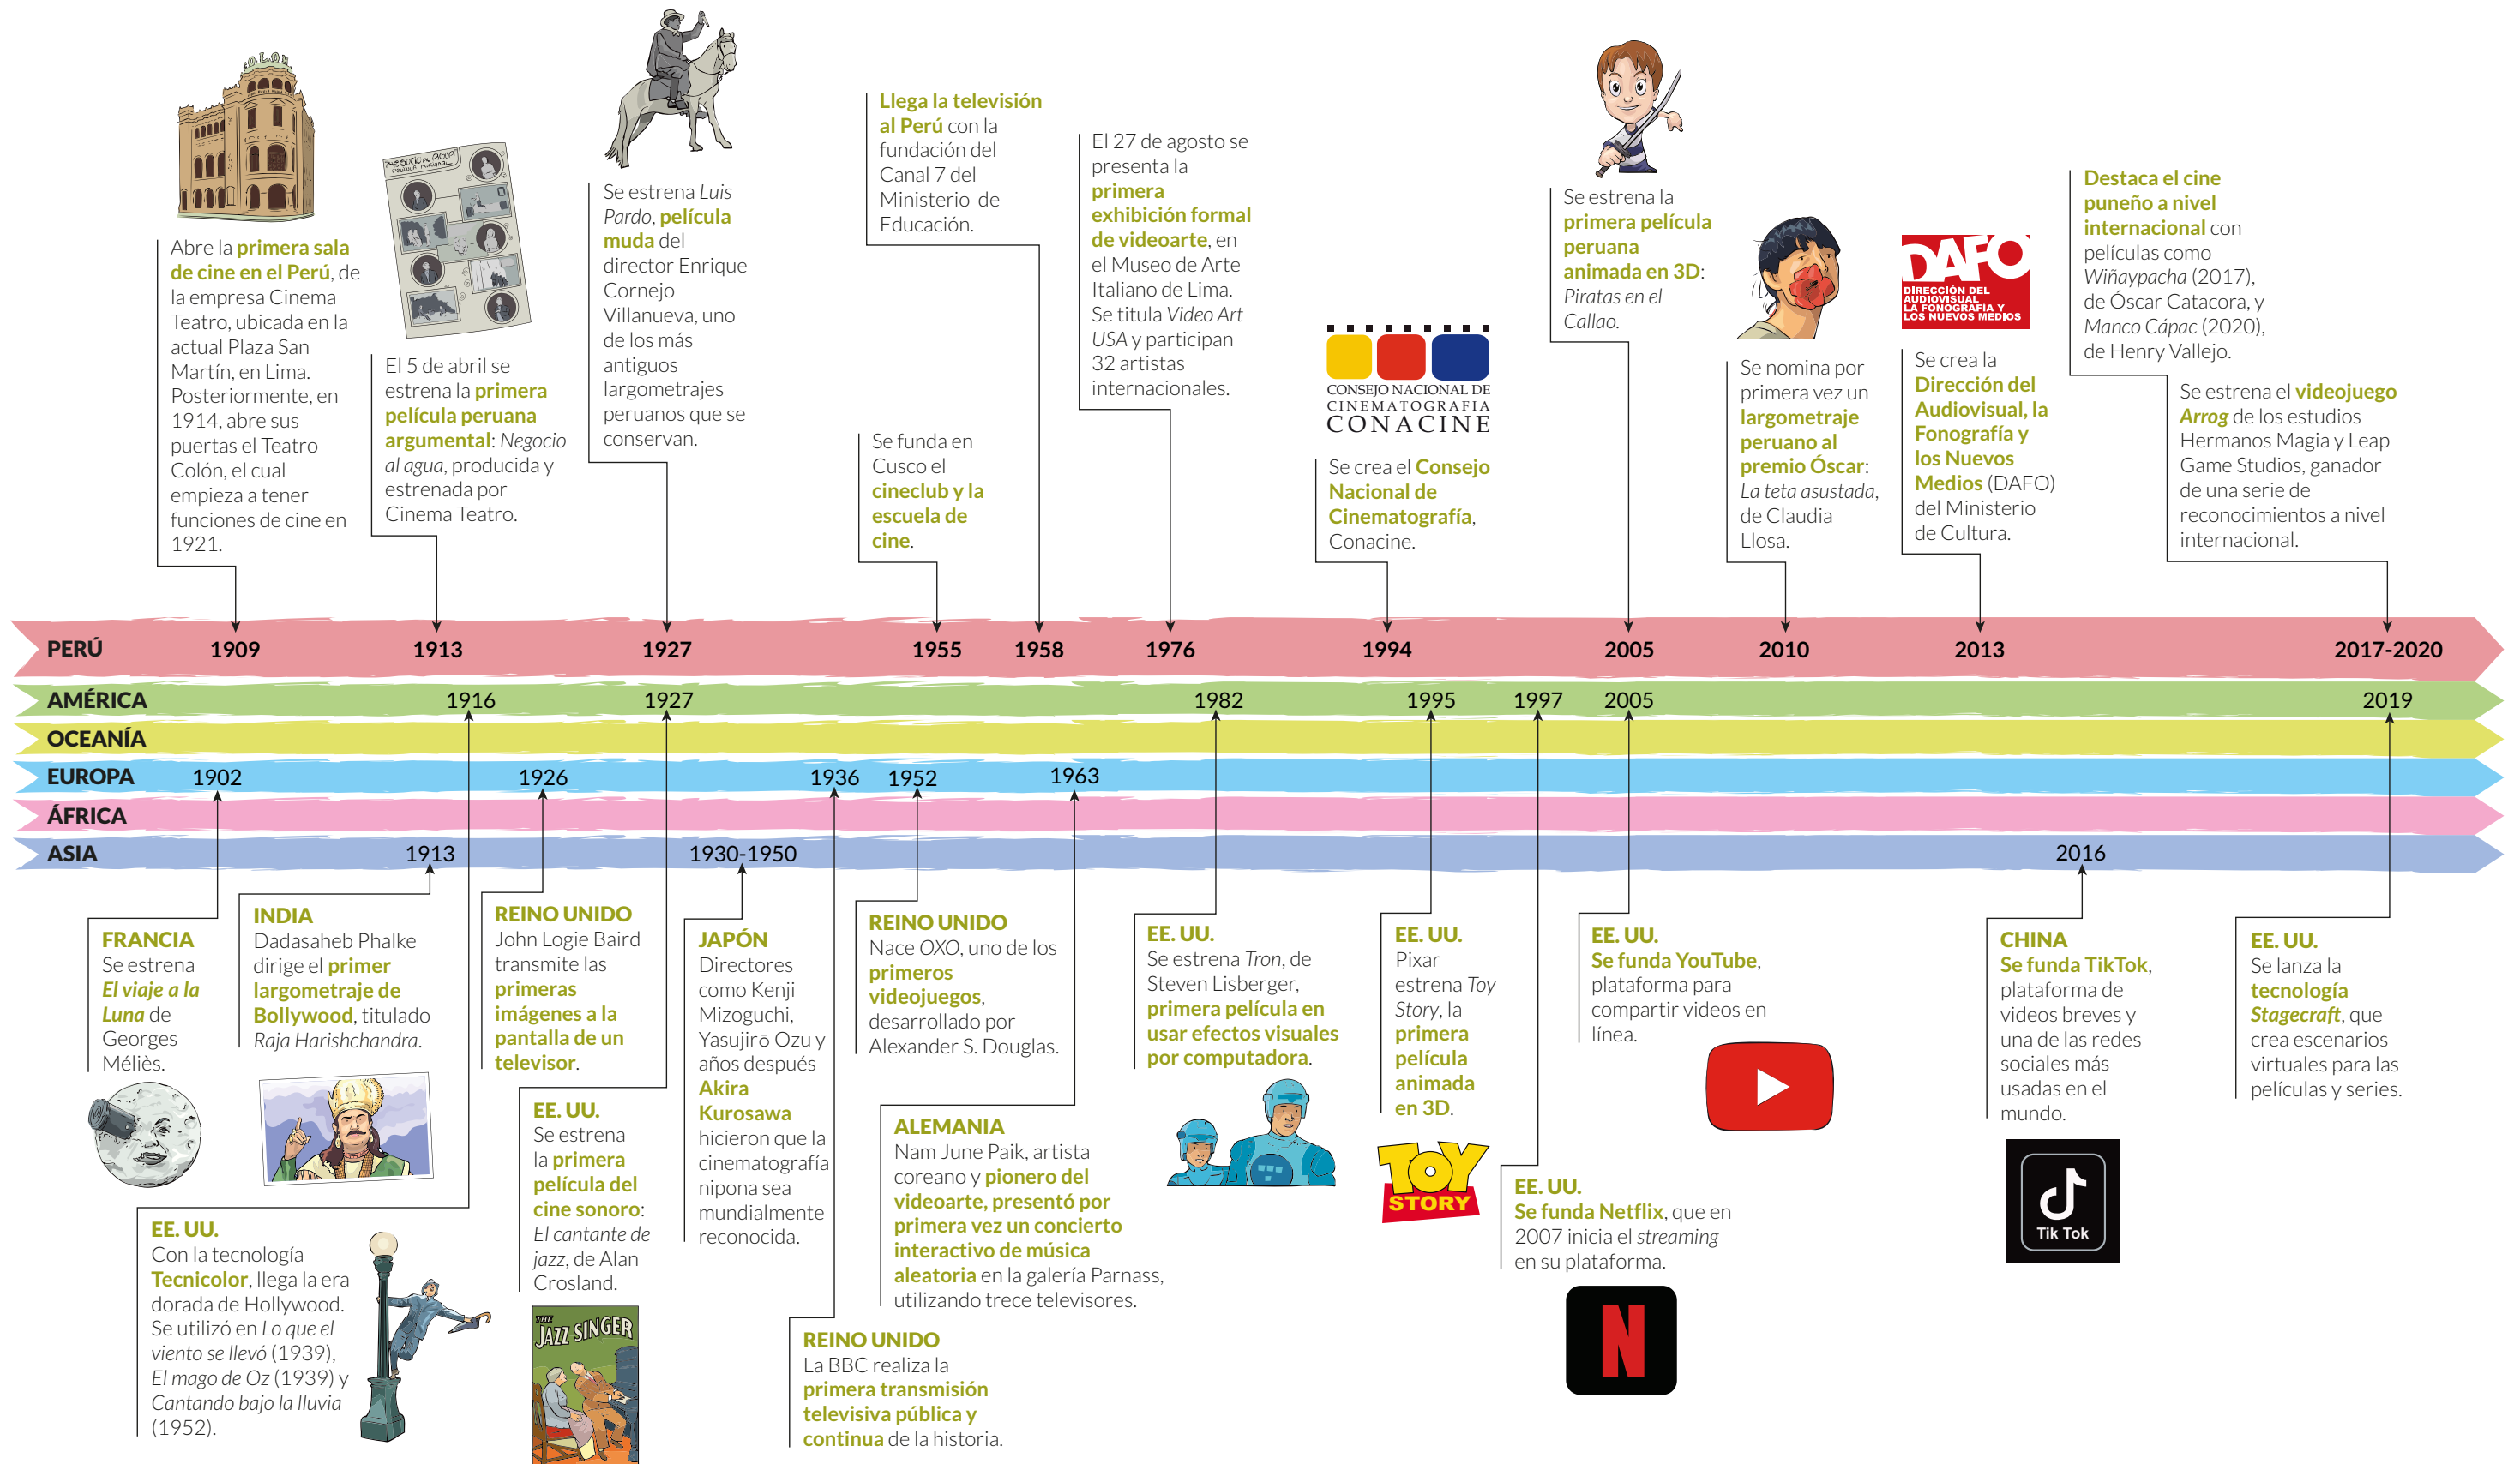 COLON
Abre la primera sala
de cine en el Perú, de
la empresa Cinema
Teatro, ubicada en la
actual Plaza San
Martín, en Lima.
Posteriormente, en
1914, abre sus
puertas el Teatro
Colón, el cual
empieza a tener
funciones de cine en
1921.
NEGOCIO AL AGUA
El 5 de abril se
estrena la primera
película peruana
argumental: Negocio
al agua, producida y
estrenada por
Cinema Teatro.
Se estrena Luis
Pardo, película
muda del
director Enrique
Cornejo
Villanueva, uno
de los más
antiguos
largometrajes
peruanos que se
conservan.
Se funda en
Cusco el
cineclub y la
escuela de
cine.
Llega la televisión
al Perú con la
fundación del
Canal 7 del
Ministerio de
Educación.
El 27 de agosto se
presenta la
primera
exhibición formal
de videoarte, en
el Museo de Arte
Italiano de Lima.
Se titula Video Art
USA y participan
32 artistas
internacionales.
CONSEJO NACIONAL DE
CINEMATOGRAFIA
CONACINE
Se crea el Consejo
Nacional de
Cinematografía,
Conacine.
Se estrena la
primera película
peruana
animada en 3D:
Piratas en el
Callao.
Se nomina por
primera vez un
largometraje
peruano al
premio Óscar:
La teta asustada,
de Claudia
Llosa.
DAFO
DIRECCIÓN DEL
AUDIOVISUAL
LA FONOGRAFÍA Y
LOS NUEVOS MEDIOS
Se crea la
Dirección del
Audiovisual, la
Fonografía y
los Nuevos
Medios (DAFO)
del Ministerio
de Cultura.
Destaca el cine
puneño a nivel
internacional con
películas como
Wiñaypacha (2017),
de Óscar Catacora, y
Manco Cápac (2020),
de Henry Vallejo.
Se estrena el videojuego
Arrog de los estudios
Hermanos Magia y Leap
Game Studios, ganador
de una serie de
reconocimientos a nivel
internacional.
PERÚ 1909 1913 1927 1955 1958 1976 1994 2005 2010 2013 2017-2020
AMÉRICA 1916 1927 1982 1995 1997 2005 2019
OCEANÍA
EUROPA 1902 1926 1936 1952 1963
ÁFRICA
ASIA 1913 1930-1950 2016
FRANCIA
Se estrena
El viaje a la
Luna de
Georges
Méliès.
INDIA
Dadasaheb Phalke
dirige el primer
largometraje de
Bollywood, titulado
Raja Harishchandra.
EE. UU.
Con la tecnología
Tecnicolor, llega la era
dorada de Hollywood.
Se utilizó en Lo que el
viento se llevó (1939),
El mago de Oz (1939) y
Cantando bajo la lluvia
(1952).
REINO UNIDO
John Logie Baird
transmite las
primeras
imágenes a la
pantalla de un
televisor.
EE. UU.
Se estrena
la primera
película del
cine sonoro:
El cantante de
jazz, de Alan
Crosland.
THE
JAZZ SINGER
JAPÓN
Directores
como Kenji
Mizoguchi,
Yasujirō Ozu y
años después
Akira
Kurosawa
hicieron que la
cinematografía
nipona sea
mundialmente
reconocida.
REINO UNIDO
La BBC realiza la
primera transmisión
televisiva pública y
continua de la historia.
REINO UNIDO
Nace OXO, uno de los
primeros
videojuegos,
desarrollado por
Alexander S. Douglas.
ALEMANIA
Nam June Paik, artista
coreano y pionero del
videoarte, presentó por
primera vez un concierto
interactivo de música
aleatoria en la galería Parnass,
utilizando trece televisores.
EE. UU.
Se estrena Tron, de
Steven Lisberger,
primera película en
usar efectos visuales
por computadora.
EE. UU.
Pixar
estrena Toy
Story, la
primera
película
animada
en 3D.
TOY
STORY
EE. UU.
Se funda Netflix, que en
2007 inicia el streaming
en su plataforma.
N
EE. UU.
Se funda YouTube,
plataforma para
compartir videos en
línea.
CHINA
Se funda TikTok,
plataforma de
videos breves y
una de las redes
sociales más
usadas en el
mundo.
Tik Tok
EE. UU.
Se lanza la
tecnología
Stagecraft, que
crea escenarios
virtuales para las
películas y series.